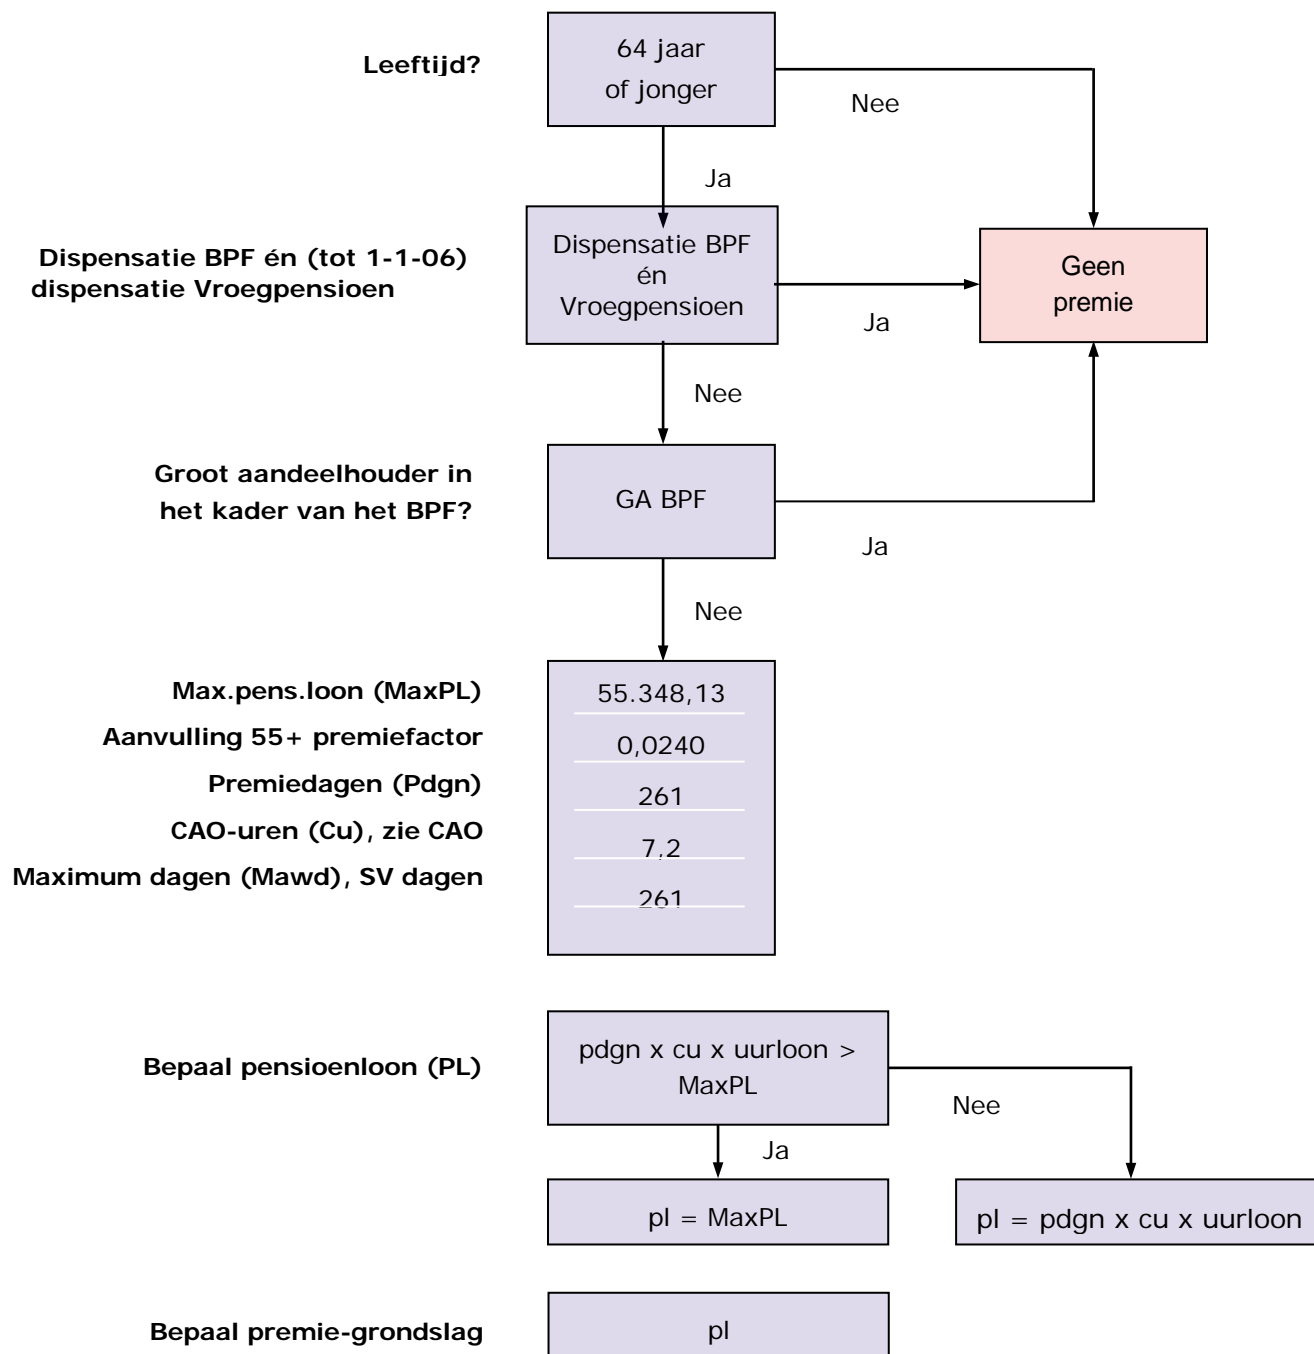 Leeftijd?
64 jaar
of jonger
Nee
Ja
Dispensatie BPF én (tot 1-1-06)
dispensatie Vroegpensioen
Dispensatie BPF
én
Vroegpensioen
Ja
Geen
premie
Nee
Groot aandeelhouder in
het kader van het BPF?
GA BPF
Ja
Nee
Max.pens.loon (MaxPL)
55.348,13
Aanvulling 55+ premiefactor
0,0240
Premiedagen (Pdgn)
261
CAO-uren (Cu), zie CAO
7,2
Maximum dagen (Mawd), SV dagen
261
Bepaal pensioenloon (PL)
pdgn x cu x uurloon >
MaxPL
Nee
Ja
pl = MaxPL
pl = pdgn x cu x uurloon
Bepaal premie-grondslag
pl